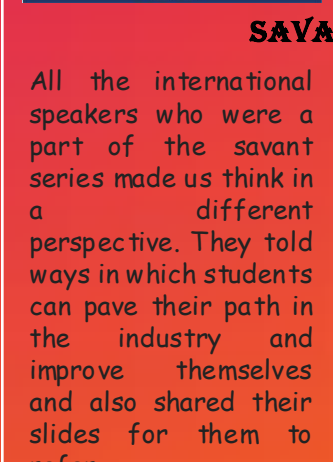 SAVA
All the international
speakers who were a
part of the savant
series made us think in
a different
perspective. They told
ways in which students
can pave their path in
the industry and
improve themselves
and also shared their
slides for them to